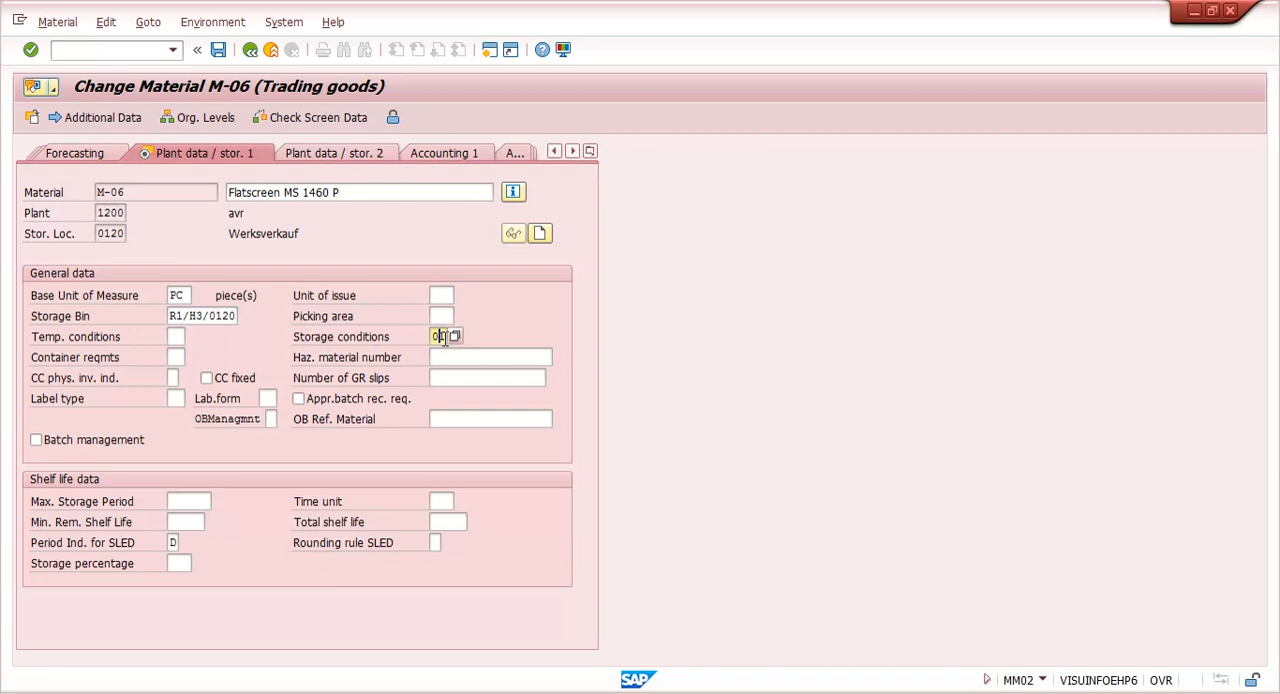 Material Edit Goto Environment System Help
Change Material M-06 (Trading goods)
Additional Data Org. Levels Check Screen Data
Forecasting Plant data / stor. 1 Plant data / stor. 2 Accounting 1 A...
Material M-06 Flatscreen MS 1460 P
Plant 1200 avr
Stor. Loc. 0120 Werksverkauf
General data
Base Unit of Measure PC piece(s) Unit of issue
Storage Bin R1/H3/0120 Picking area
Temp. conditions Storage conditions
Container reqmts Haz. material number
CC phys. inv. ind. CC fixed Number of GR slips
Label type Lab.form Appr.batch rec. req.
OBManagmnt OB Ref. Material
Batch management
Shelf life data
Max. Storage Period Time unit
Min. Rem. Shelf Life Total shelf life
Period Ind. for SLED D Rounding rule SLED
Storage percentage
SAP MM02 VISUINFOEHP6 OVR